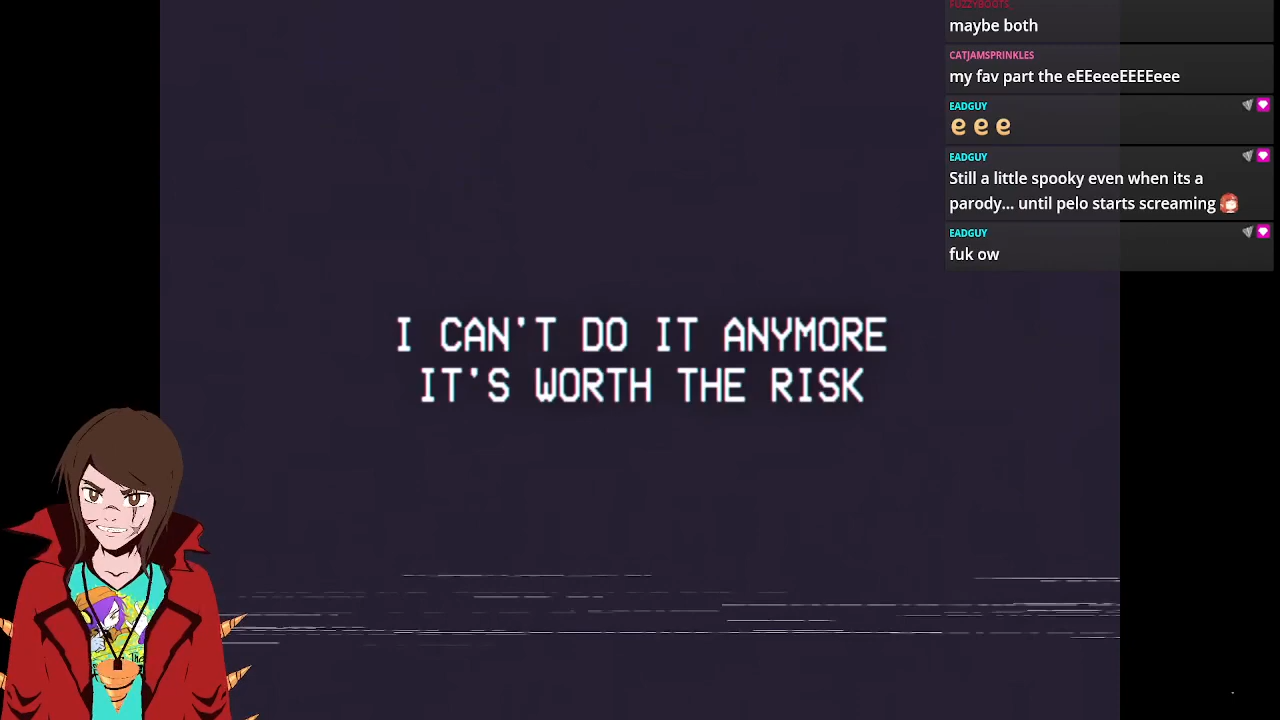 FUZZYBOOTS_
maybe both
CATJAMSPRINKLES
my fav part the eEEeeeEEEEeee
EADGUY
e e e
EADGUY
Still a little spooky even when its a
parody... until pelo starts screaming
EADGUY
fuk ow
I CAN'T DO IT ANYMORE
IT'S WORTH THE RISK